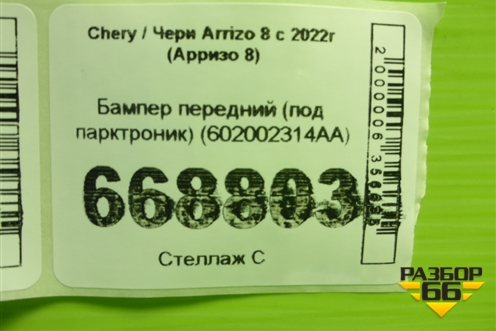 Chery / Чери Arrizo 8 с 2022г
(Арризо 8)
Бампер передний (под
парктроник) (602002314AA)
668803
Стеллаж С
РАЗБОР
66